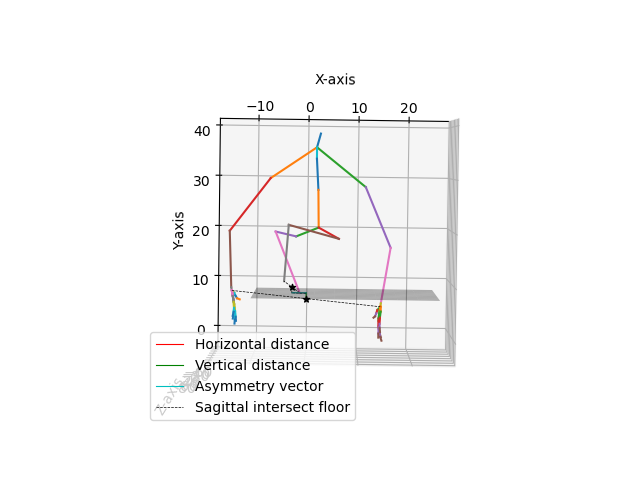 X-axis
−10 0 10 20
40
30
20
10
0
Y-axis
Z-axis
Horizontal distance
Vertical distance
Asymmetry vector
Sagittal intersect floor